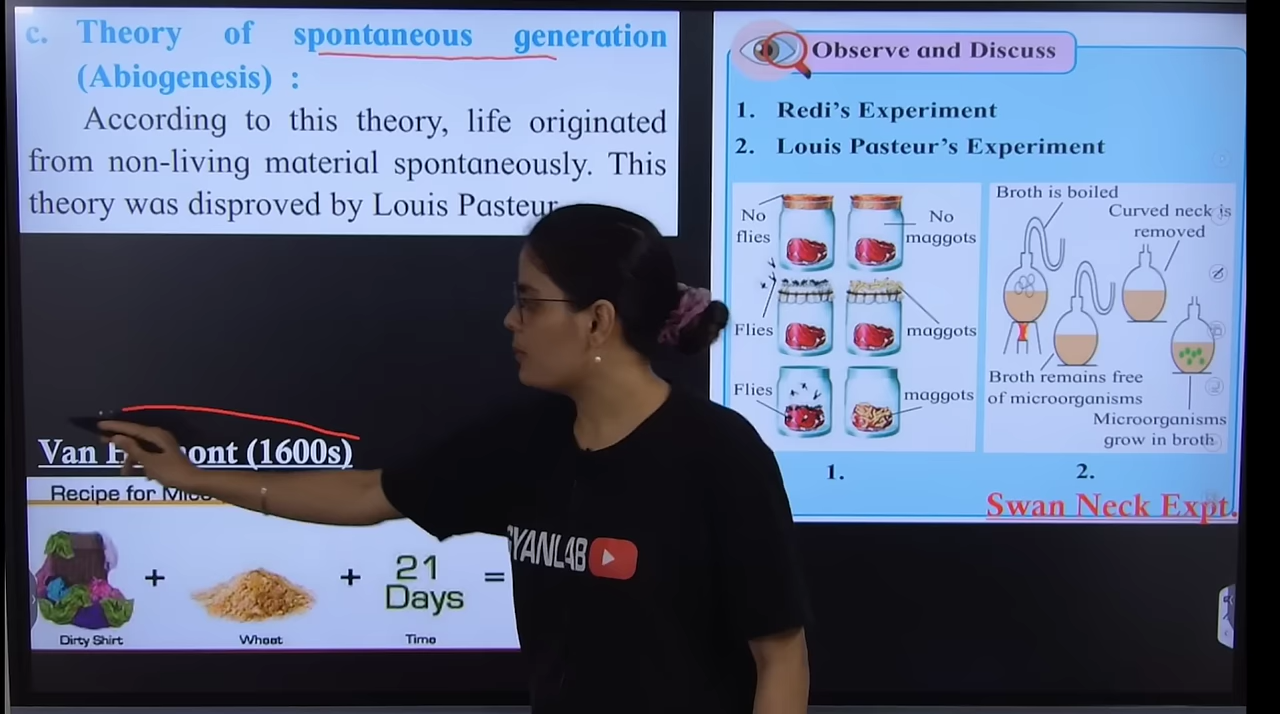 c. Theory of spontaneous generation
(Abiogenesis) :
According to this theory, life originated
from non-living material spontaneously. This
theory was disproved by Louis Pasteur
Van (1600s)
Recipe for
+
+
21
Days
=
Dirty Shirt
Wheat
Time
Observe and Discuss
1. Redi's Experiment
2. Louis Pasteur's Experiment
No
flies
No
maggots
Flies
maggots
Flies
maggots
Broth is boiled
Curved neck is
removed
Broth remains free
of microorganisms
Microorganisms
grow in broth
1.
2.
Swan Neck Expt.
GYANL4B